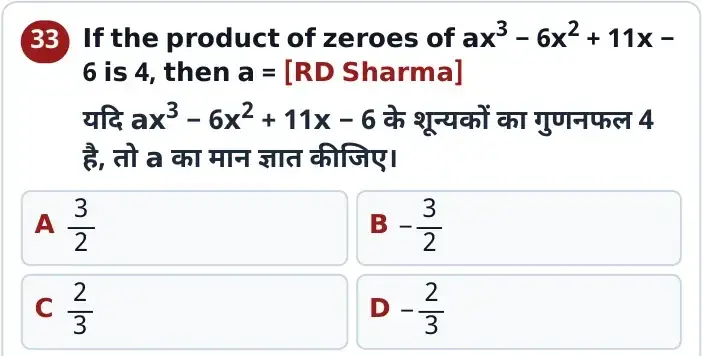 33 If the product of zeroes of ax³ − 6x² + 11x −
6 is 4, then a = [RD Sharma]
यदि ax³ − 6x² + 11x − 6 के शून्यकों का गुणनफल 4
है, तो a का मान ज्ञात कीजिए।
A 3/2 B −3/2
C 2/3 D −2/3